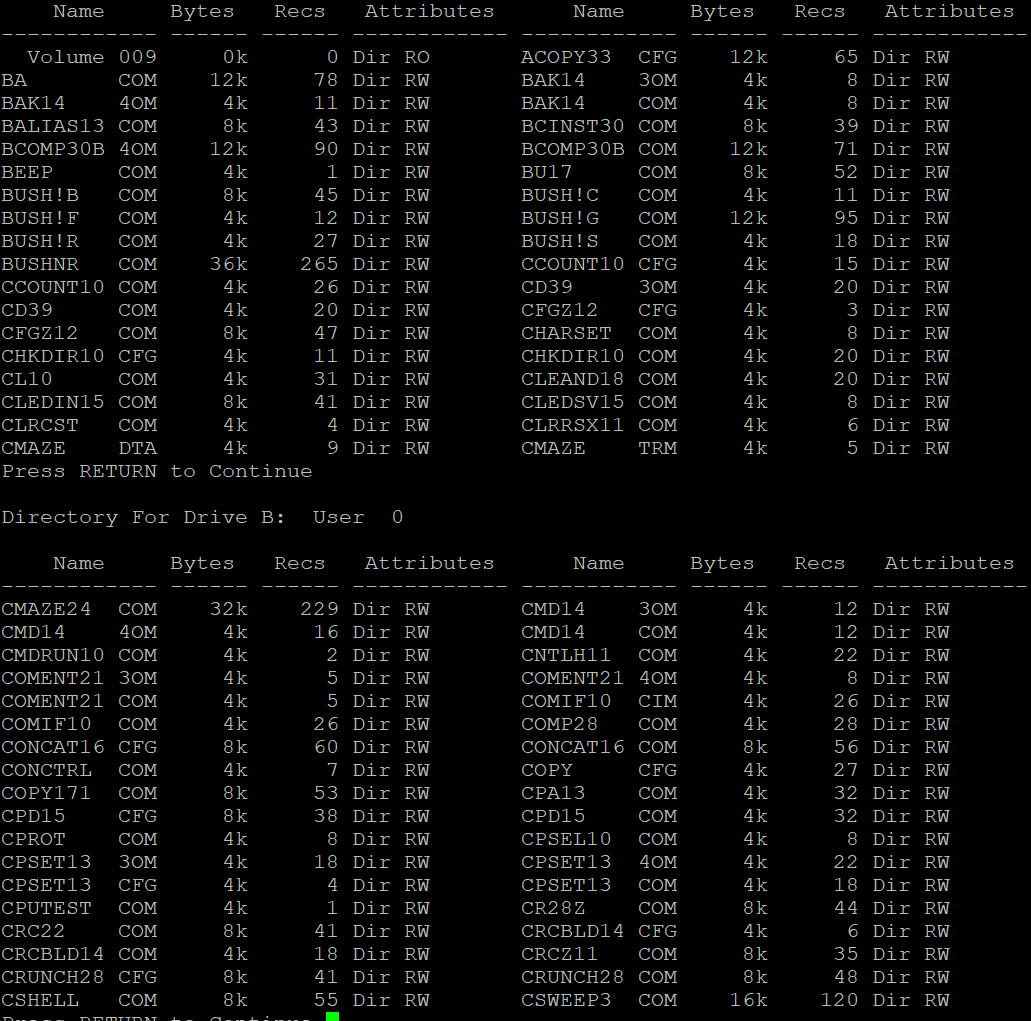 Name     Bytes   Recs   Attributes      Name     Bytes   Recs   Attributes
------------ ------ ------ ------------ ------------ ------ ------ ------------
  Volume 009     0k      0 Dir RO       ACOPY33  CFG    12k     65 Dir RW
BA       COM    12k     78 Dir RW       BAK14    3OM     4k      8 Dir RW
BAK14    4OM     4k     11 Dir RW       BAK14    COM     4k      8 Dir RW
BALIAS13 COM     8k     43 Dir RW       BCINST30 COM     8k     39 Dir RW
BCOMP30B 4OM    12k     90 Dir RW       BCOMP30B COM    12k     71 Dir RW
BEEP     COM     4k      1 Dir RW       BU17     COM     8k     52 Dir RW
BUSH!B   COM     8k     45 Dir RW       BUSH!C   COM     4k     11 Dir RW
BUSH!F   COM     4k     12 Dir RW       BUSH!G   COM    12k     95 Dir RW
BUSH!R   COM     4k     27 Dir RW       BUSH!S   COM     4k     18 Dir RW
BUSHNR   COM    36k    265 Dir RW       CCOUNT10 CFG     4k     15 Dir RW
CCOUNT10 COM     4k     26 Dir RW       CD39     3OM     4k     20 Dir RW
CD39     COM     4k     20 Dir RW       CFGZ12   CFG     4k      3 Dir RW
CFGZ12   COM     8k     47 Dir RW       CHARSET  COM     4k      8 Dir RW
CHKDIR10 CFG     4k     11 Dir RW       CHKDIR10 COM     4k     20 Dir RW
CL10     COM     4k     31 Dir RW       CLEAND18 COM     4k     20 Dir RW
CLEDIN15 COM     8k     41 Dir RW       CLEDSV15 COM     4k      8 Dir RW
CLRCST   COM     4k      4 Dir RW       CLRRSX11 COM     4k      6 Dir RW
CMAZE    DTA     4k      9 Dir RW       CMAZE    TRM     4k      5 Dir RW
Press RETURN to Continue

Directory For Drive B:  User  0

    Name     Bytes   Recs   Attributes      Name     Bytes   Recs   Attributes
------------ ------ ------ ------------ ------------ ------ ------ ------------
CMAZE24  COM    32k    229 Dir RW       CMD14    3OM     4k     12 Dir RW
CMD14    4OM     4k     16 Dir RW       CMD14    COM     4k     12 Dir RW
CMDRUN10 COM     4k      2 Dir RW       CNTLH11  COM     4k     22 Dir RW
COMENT21 3OM     4k      5 Dir RW       COMENT21 4OM     4k      8 Dir RW
COMENT21 COM     4k      5 Dir RW       COMIF10  CIM     4k     26 Dir RW
COMIF10  COM     4k     26 Dir RW       COMP28   COM     4k     28 Dir RW
CONCAT16 CFG     8k     60 Dir RW       CONCAT16 COM     8k     56 Dir RW
CONCTRL  COM     4k      7 Dir RW       COPY     CFG     4k     27 Dir RW
COPY171  COM     8k     53 Dir RW       CPA13    COM     4k     32 Dir RW
CPD15    CFG     8k     38 Dir RW       CPD15    COM     4k     32 Dir RW
CPROT    COM     4k      8 Dir RW       CPSEL10  COM     4k      8 Dir RW
CPSET13  3OM     4k     18 Dir RW       CPSET13  4OM     4k     22 Dir RW
CPSET13  CFG     4k      4 Dir RW       CPSET13  COM     4k     18 Dir RW
CPUTEST  COM     4k      1 Dir RW       CR28Z    COM     8k     44 Dir RW
CRC22    COM     8k     41 Dir RW       CRCBLD14 CFG     4k      6 Dir RW
CRCBLD14 COM     4k     18 Dir RW       CRCZ11   COM     8k     35 Dir RW
CRUNCH28 CFG     8k     41 Dir RW       CRUNCH28 COM     8k     48 Dir RW
CSHELL   COM     8k     55 Dir RW       CSWEEP3  COM    16k    120 Dir RW
Press RETURN to Continue